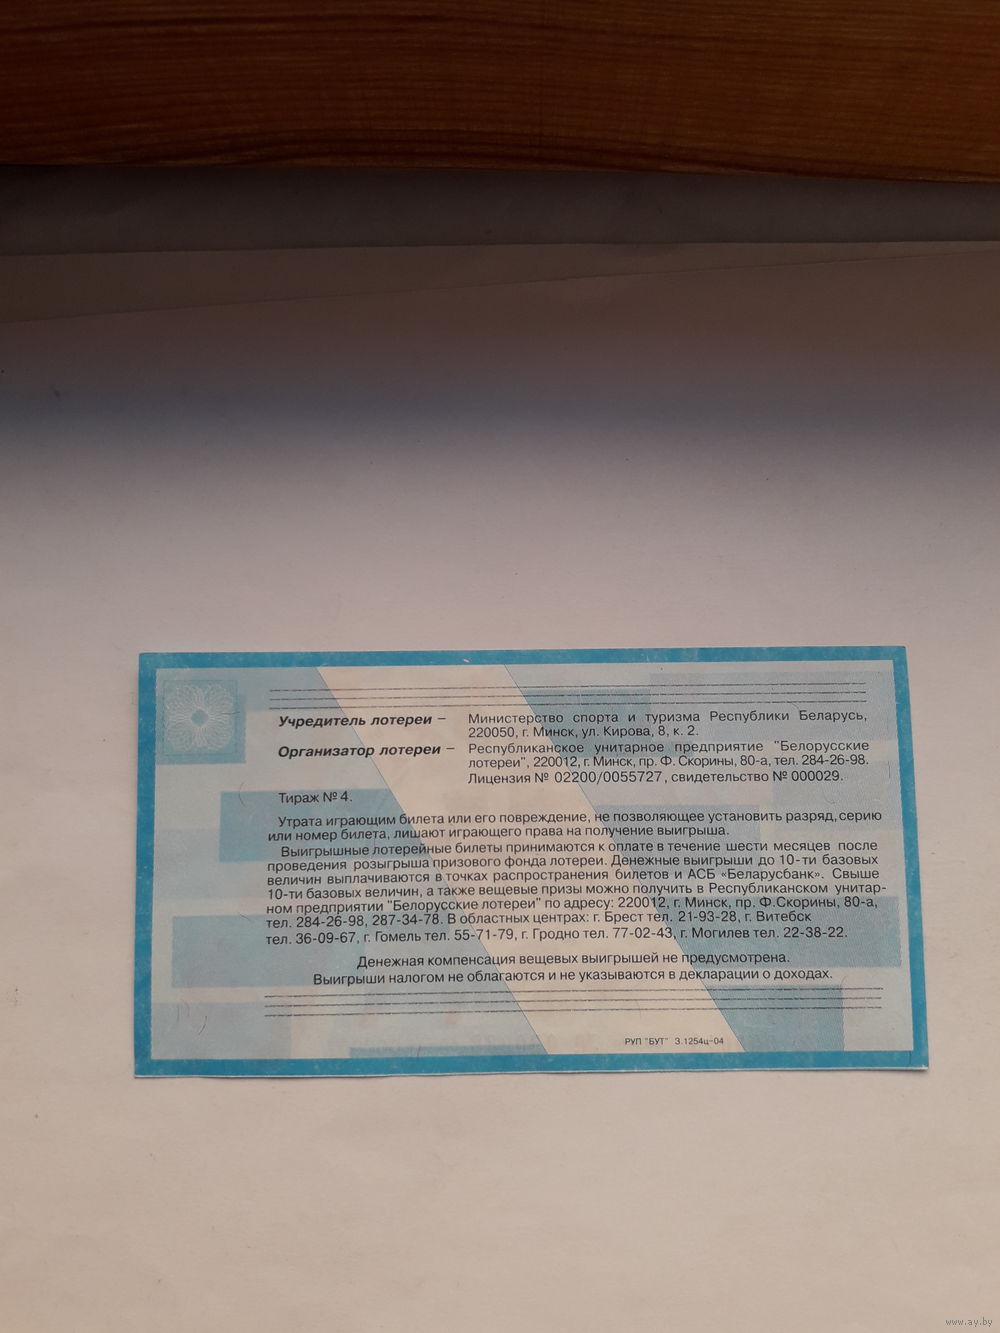 Учредитель лотереи – Министерство спорта и туризма Республики Беларусь,
220050, г. Минск, ул. Кирова, 8, к. 2.
Организатор лотереи – Республиканское унитарное предприятие "Белорусские
лотереи", 220012, г. Минск, пр. Ф. Скорины, 80-а, тел. 284-26-98.
Лицензия № 02200/0055727, свидетельство № 000029.
Тираж № 4.
Утрата играющим билета или его повреждение, не позволяющее установить разряд, серию
или номер билета, лишают играющего права на получение выигрыша.
Выигрышные лотерейные билеты принимаются к оплате в течение шести месяцев после
проведения розыгрыша призового фонда лотереи. Денежные выигрыши до 10-ти базовых
величин выплачиваются в точках распространения билетов и АСБ «Беларусбанк». Свыше
10-ти базовых величин, а также вещевые призы можно получить в Республиканском унитар-
ном предприятии "Белорусские лотереи" по адресу: 220012, г. Минск, пр. Ф.Скорины, 80-а,
тел. 284-26-98, 287-34-78. В областных центрах: г. Брест тел. 21-93-28, г. Витебск
тел. 36-09-67, г. Гомель тел. 55-71-79, г. Гродно тел. 77-02-43, г. Могилев тел. 22-38-22.
Денежная компенсация вещевых выигрышей не предусмотрена.
Выигрыши налогом не облагаются и не указываются в декларации о доходах.
РУП "БУТ" З.1254ц-04
www.ay.by